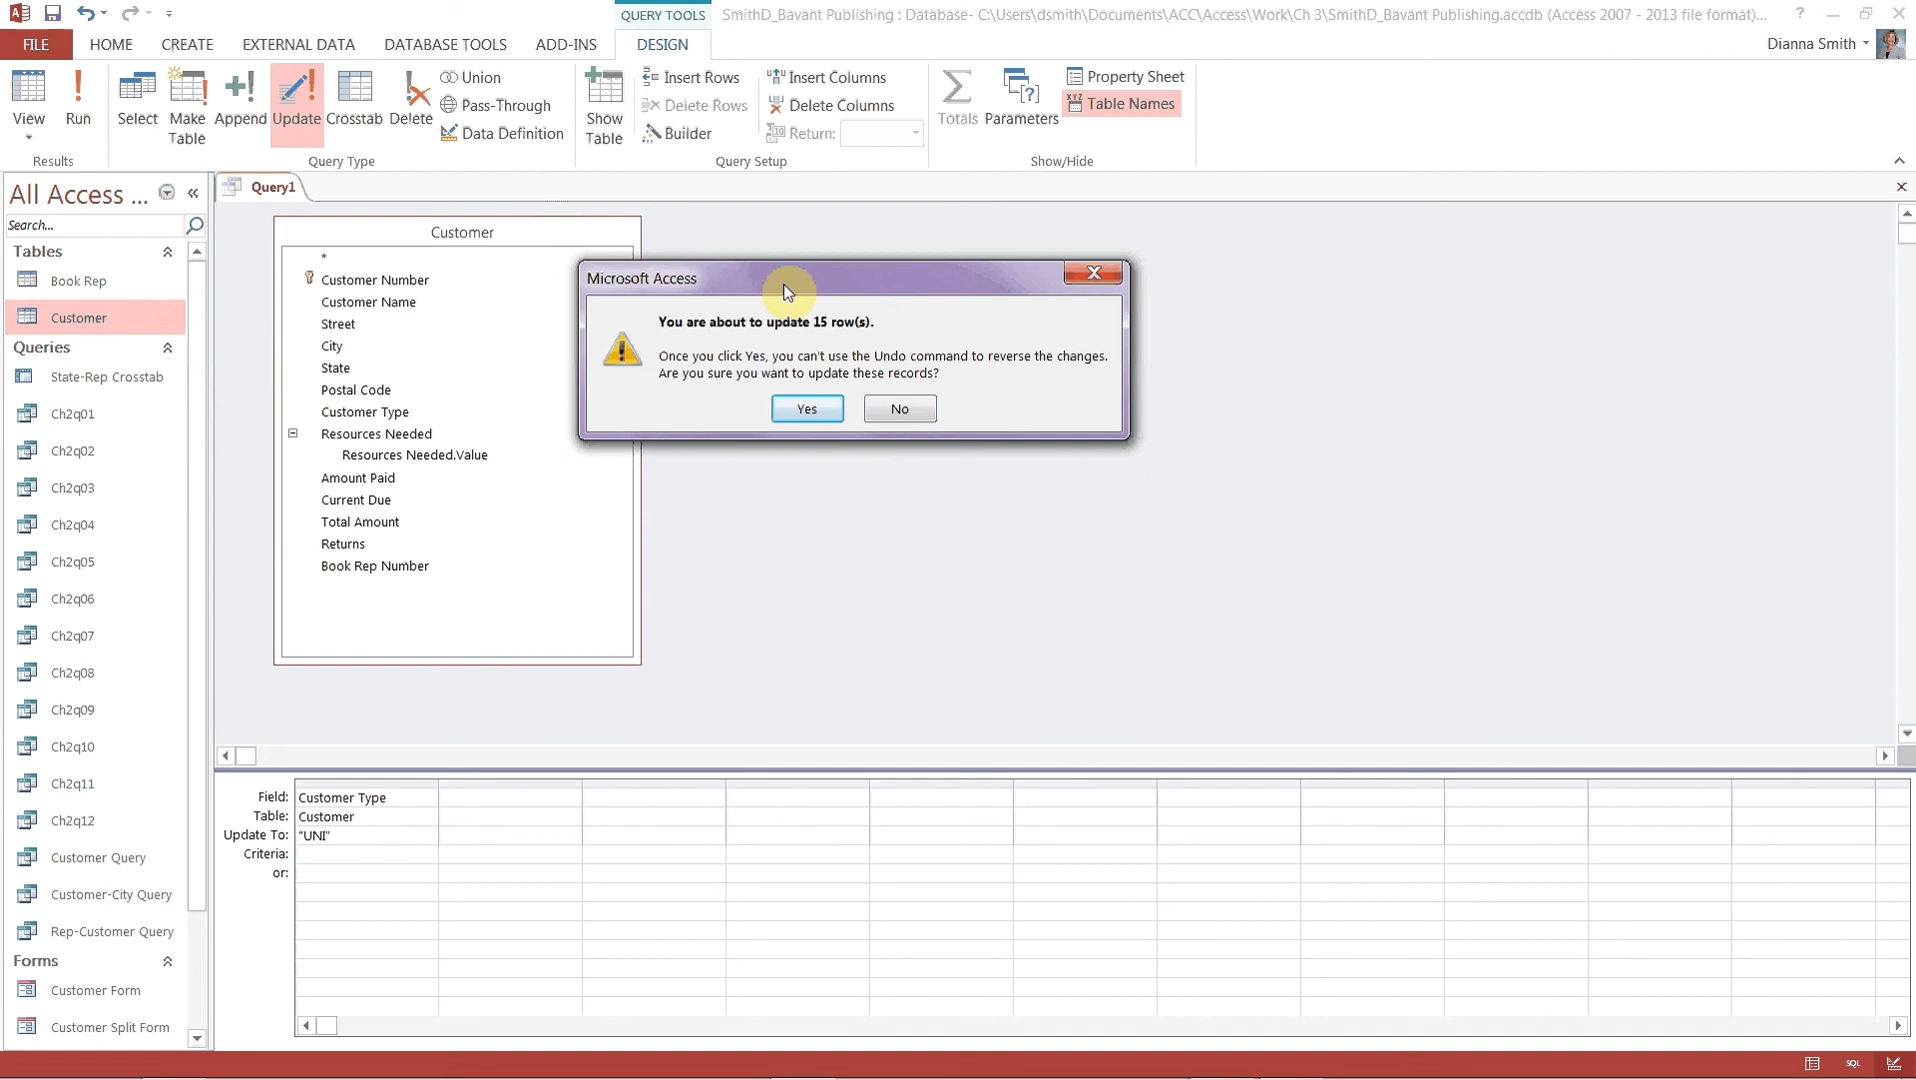 QUERY TOOLS
SmithD_Bavant Publishing : Database- C:\Users\dsmith\Documents\ACC\Access\Work\Ch 3\SmithD_Bavant Publishing.accdb (Access 2007 - 2013 file format)...
?
FILE HOME CREATE EXTERNAL DATA DATABASE TOOLS ADD-INS DESIGN
Dianna Smith
View
Run
Results
Select
Make Table
Append
Update
Crosstab
Delete
Union
Pass-Through
Data Definition
Query Type
Show Table
Insert Rows
Delete Rows
Builder
Insert Columns
Delete Columns
Return:
Query Setup
Totals
Parameters
Property Sheet
Table Names
Show/Hide
All Access ...
Search...
Tables
Book Rep
Customer
Queries
State-Rep Crosstab
Ch2q01
Ch2q02
Ch2q03
Ch2q04
Ch2q05
Ch2q06
Ch2q07
Ch2q08
Ch2q09
Ch2q10
Ch2q11
Ch2q12
Customer Query
Customer-City Query
Rep-Customer Query
Forms
Customer Form
Customer Split Form
Query1
Customer
*
Customer Number
Customer Name
Street
City
State
Postal Code
Customer Type
Resources Needed
Resources Needed.Value
Amount Paid
Current Due
Total Amount
Returns
Book Rep Number
Microsoft Access
You are about to update 15 row(s).
Once you click Yes, you can't use the Undo command to reverse the changes.
Are you sure you want to update these records?
Yes No
Field: Customer Type
Table: Customer
Update To: "UNI"
Criteria:
or:
SQL